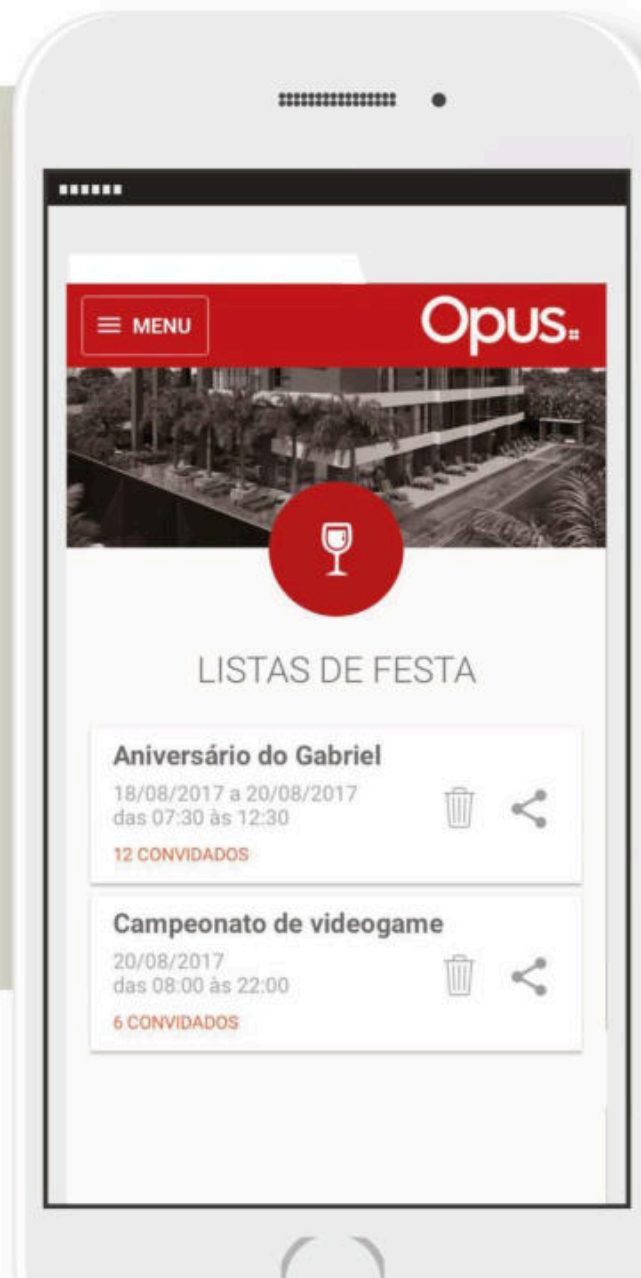 MENU
Opus
LISTAS DE FESTA
Aniversário do Gabriel
18/08/2017 a 20/08/2017
das 07:30 às 12:30
12 CONVIDADOS
Campeonato de videogame
20/08/2017
das 08:00 às 22:00
6 CONVIDADOS